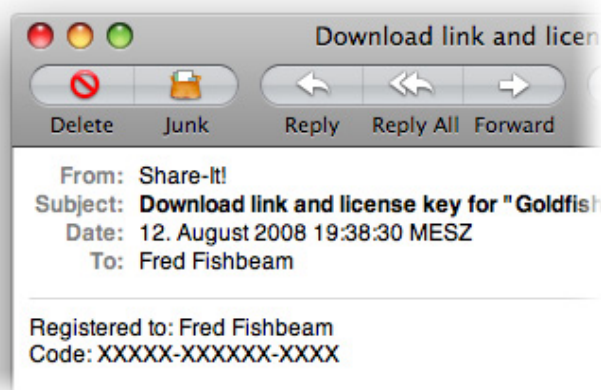 Download link and licen
Delete Junk Reply Reply All Forward
From: Share-It!
Subject: Download link and license key for "Goldfish
Date: 12. August 2008 19:38:30 MESZ
To: Fred Fishbeam
Registered to: Fred Fishbeam
Code: XXXXX-XXXXXX-XXXX